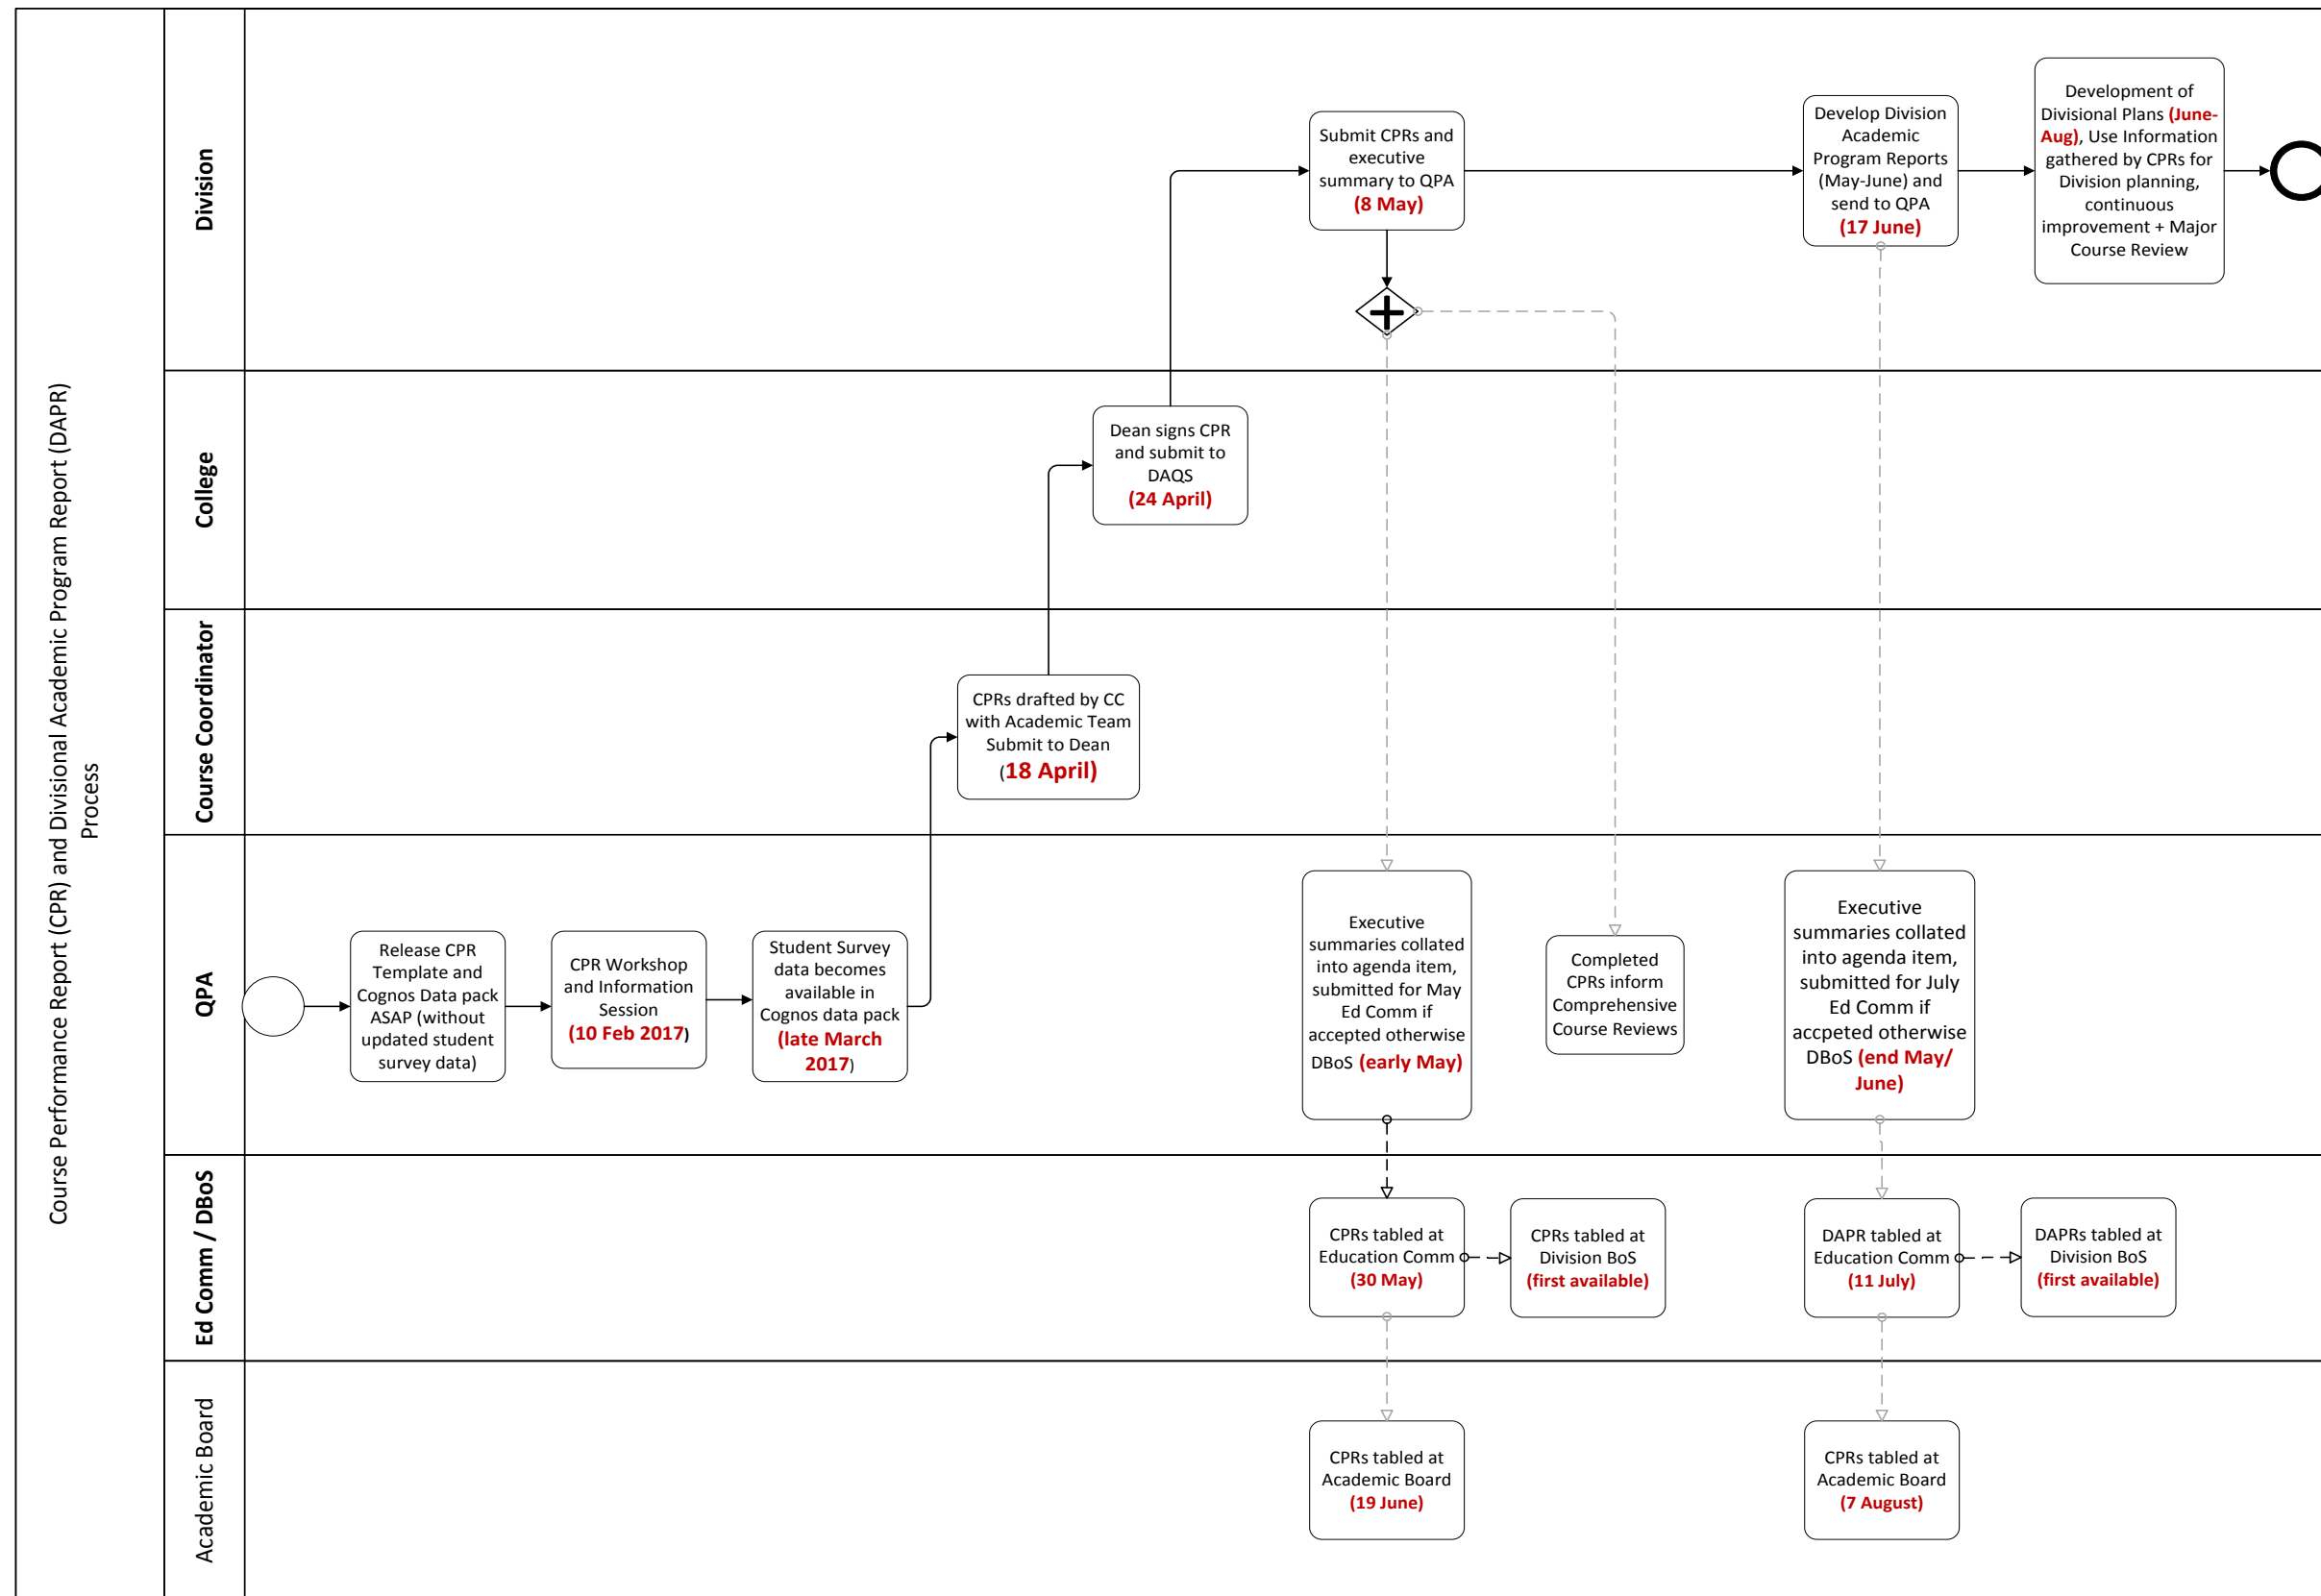 Course Performance Report (CPR) and Divisional Academic Program Report (DAPR)
Process
Division
Submit CPRs and
executive
summary to QPA
(8 May)
Develop Division
Academic
Program Reports
(May-June) and
send to QPA
(17 June)
Development of
Divisional Plans (June-
Aug), Use Information
gathered by CPRs for
Division planning,
continuous
improvement + Major
Course Review
College
Dean signs CPR
and submit to
DAQS
(24 April)
Course Coordinator
CPRs drafted by CC
with Academic Team
Submit to Dean
(18 April)
QPA
Release CPR
Template and
Cognos Data pack
ASAP (without
updated student
survey data)
CPR Workshop
and Information
Session
(10 Feb 2017)
Student Survey
data becomes
available in
Cognos data pack
(late March
2017)
Executive
summaries collated
into agenda item,
submitted for May
Ed Comm if
accepted otherwise
DBoS (early May)
Completed
CPRs inform
Comprehensive
Course Reviews
Executive
summaries collated
into agenda item,
submitted for July
Ed Comm if
accpeted otherwise
DBoS (end May/
June)
Ed Comm / DBoS
CPRs tabled at
Education Comm
(30 May)
CPRs tabled at
Division BoS
(first available)
DAPR tabled at
Education Comm
(11 July)
DAPRs tabled at
Division BoS
(first available)
Academic Board
CPRs tabled at
Academic Board
(19 June)
CPRs tabled at
Academic Board
(7 August)